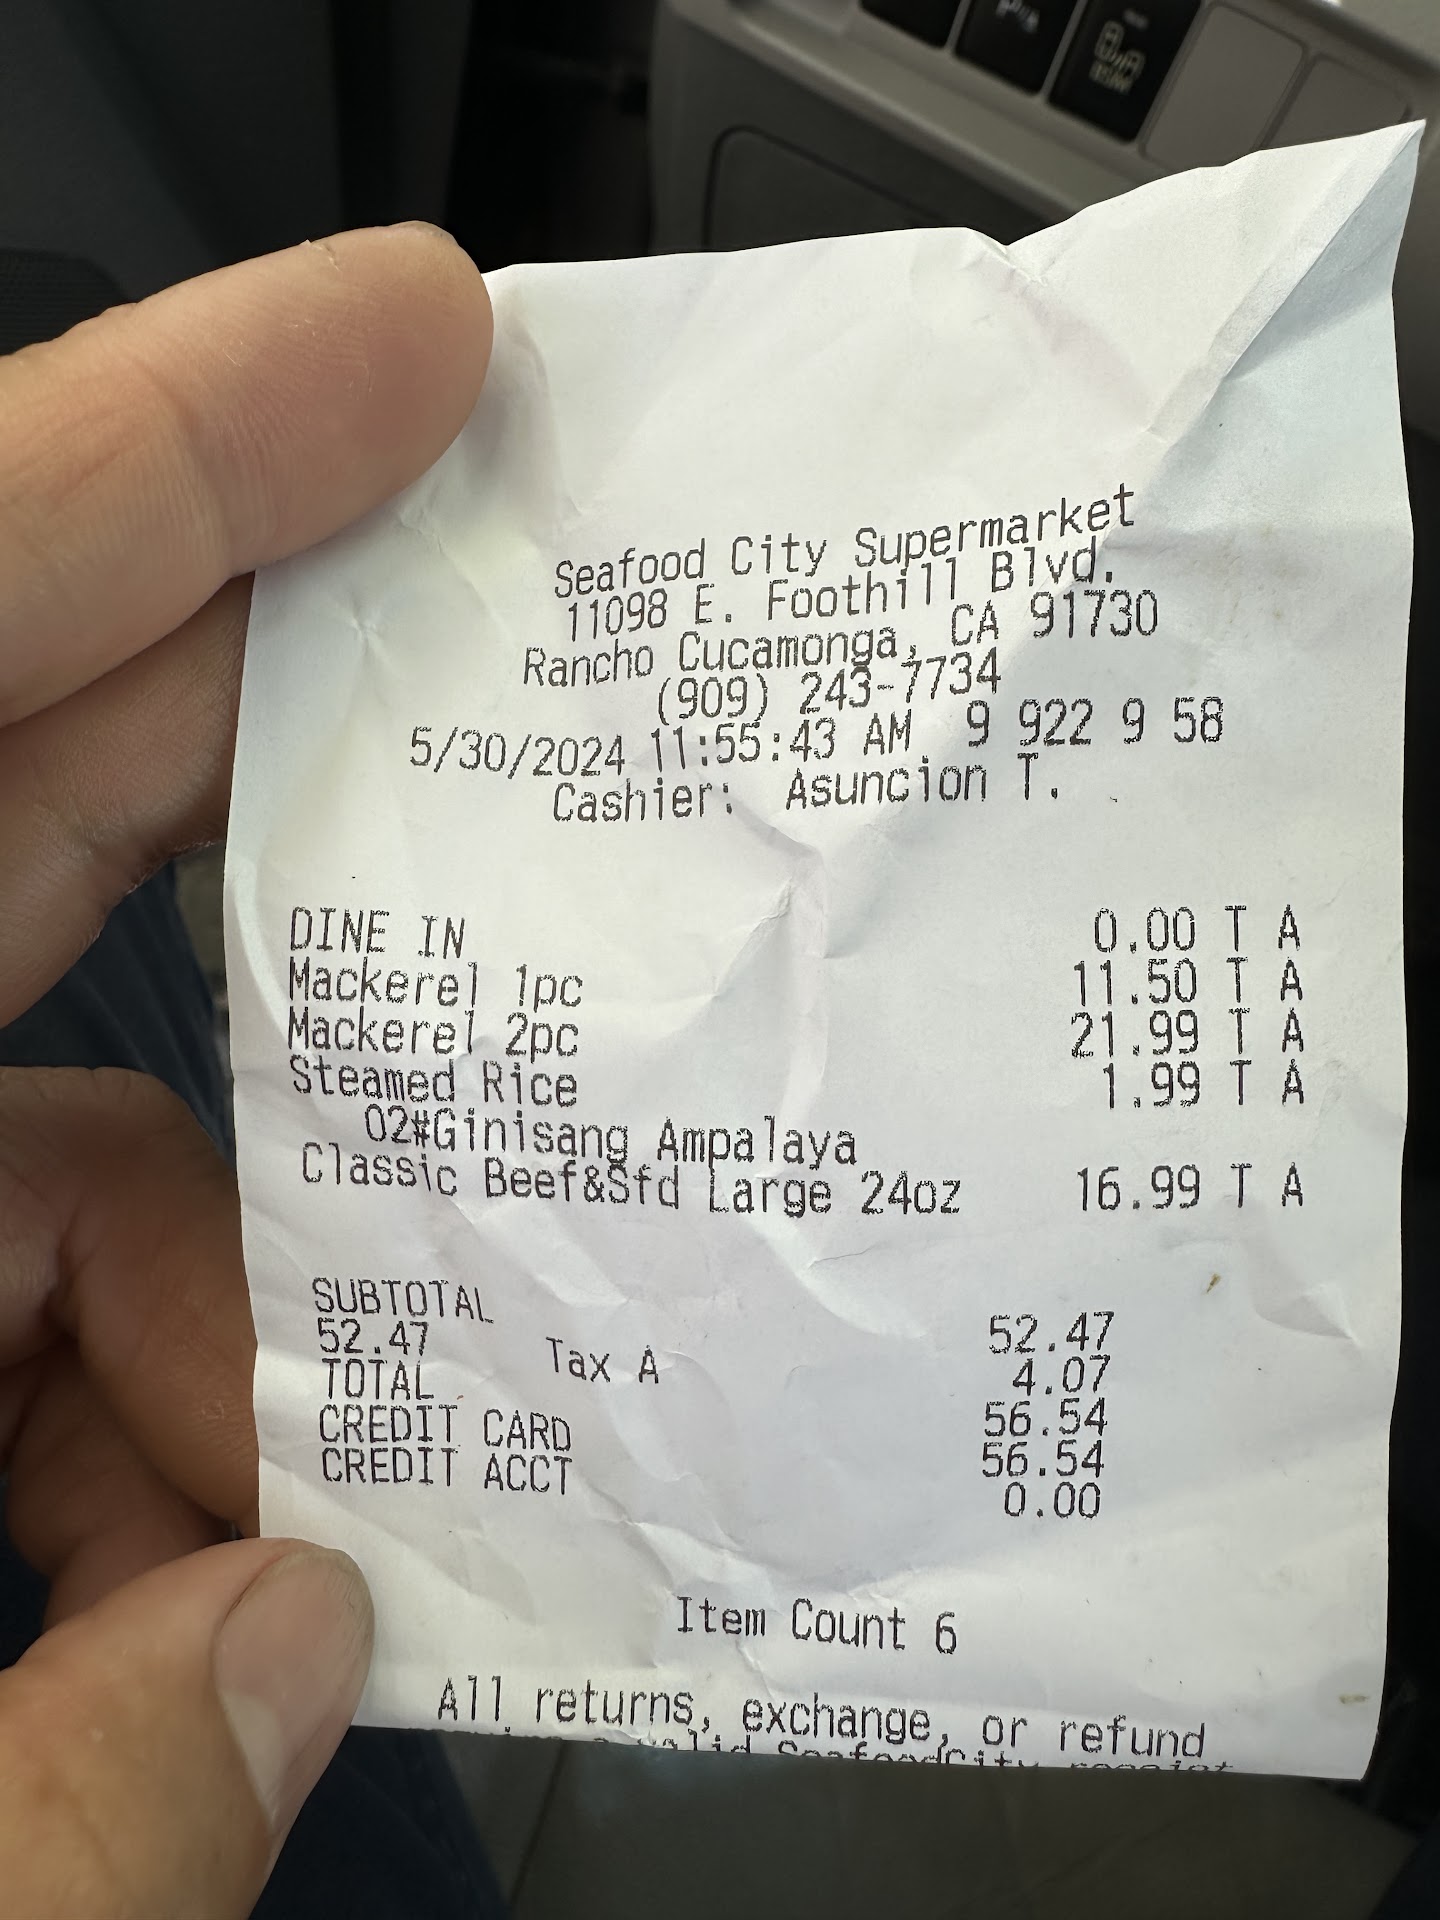 Seafood City Supermarket
11098 E. Foothill Blvd.
Rancho Cucamonga, CA 91730
(909) 243-7734
5/30/2024 11:55:43 AM 9 922 9 58
Cashier: Asuncion T.
DINE IN 0.00 T A
Mackerel 1pc 11.50 T A
Mackerel 2pc 21.99 T A
Steamed Rice 1.99 T A
02#Ginisang Ampalaya
Classic Beef&Sfd Large 24oz 16.99 T A
SUBTOTAL 52.47
52.47 Tax A 4.07
TOTAL 56.54
CREDIT CARD 56.54
CREDIT ACCT 0.00
Item Count 6
All returns, exchange, or refund
a valid SeafoodCity receipt